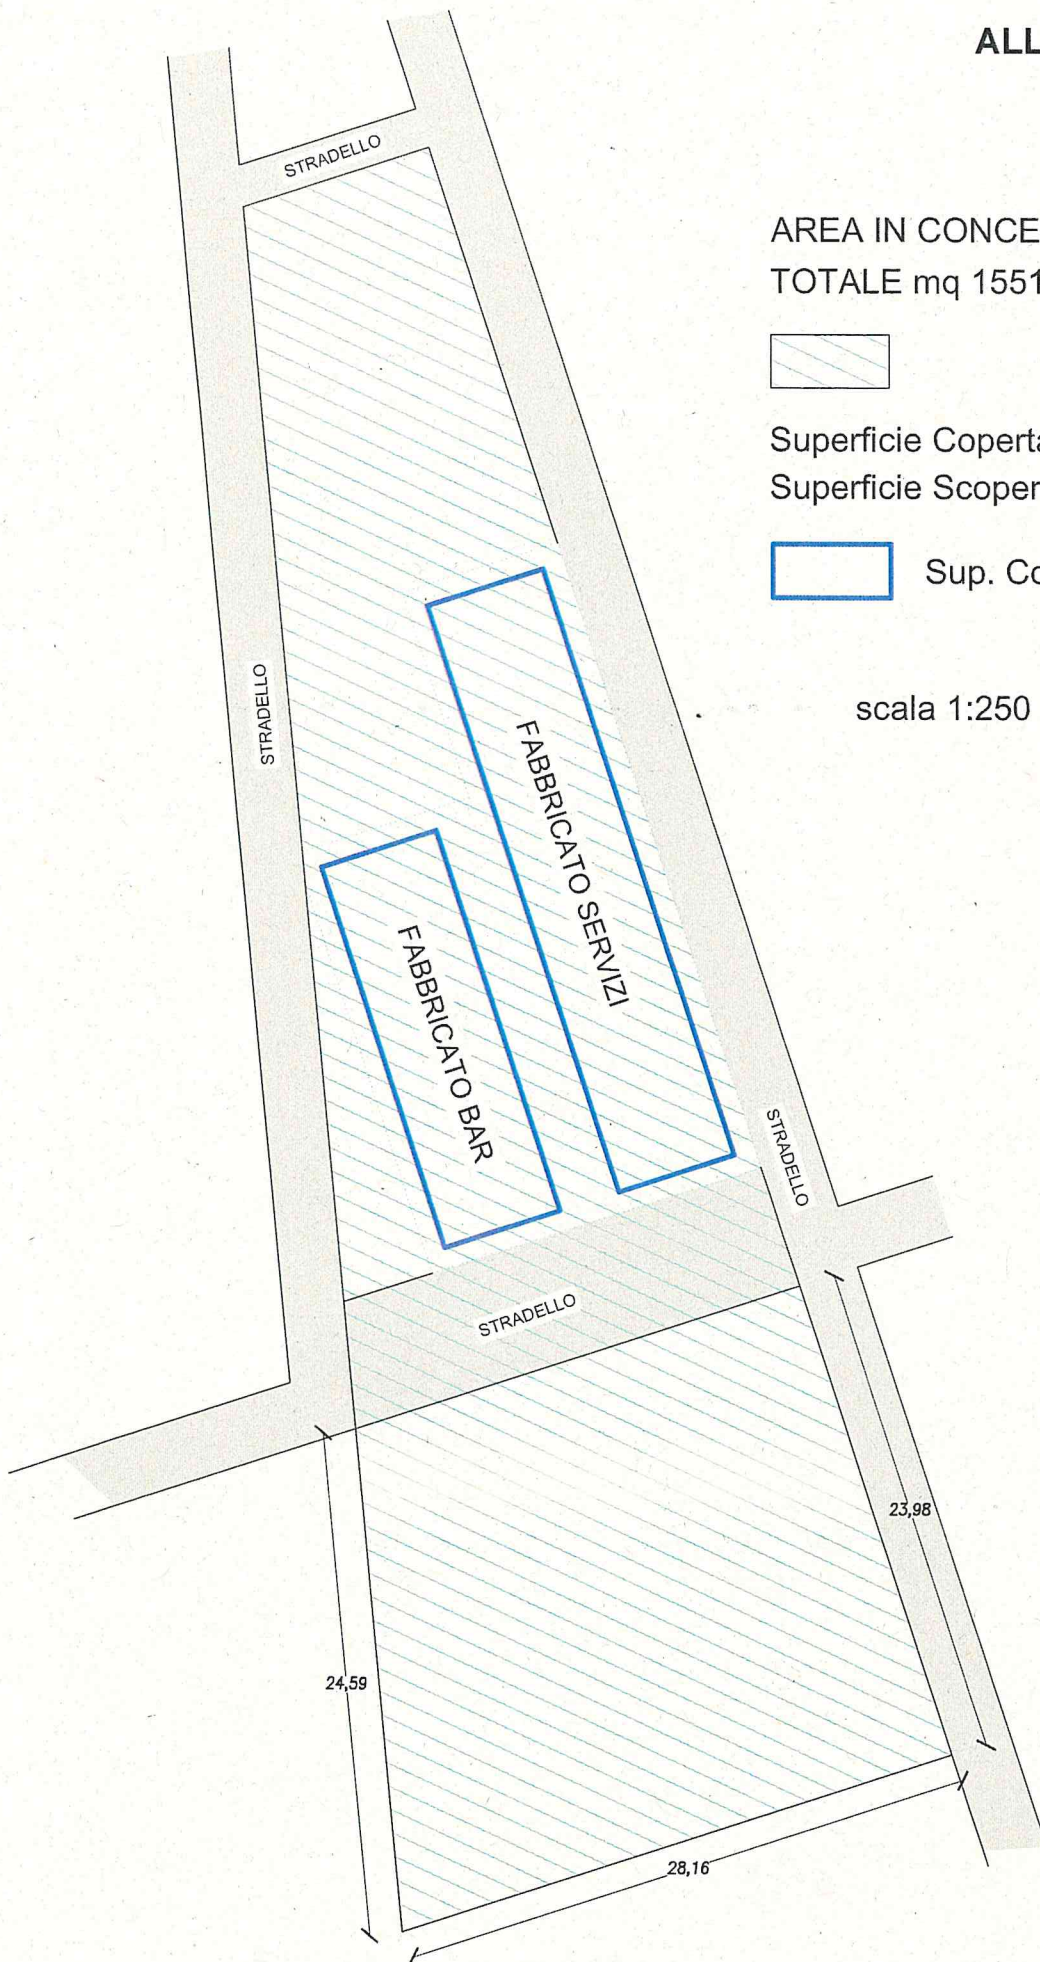 ALL
STRADELLO
AREA IN CONCE
TOTALE mq 1551
Superficie Coperta
Superficie Scoper
Sup. Co
scala 1:250
STRADELLO
FABBRICATO SERVIZI
FABBRICATO BAR
STRADELLO
STRADELLO
23,98
24,59
28,16